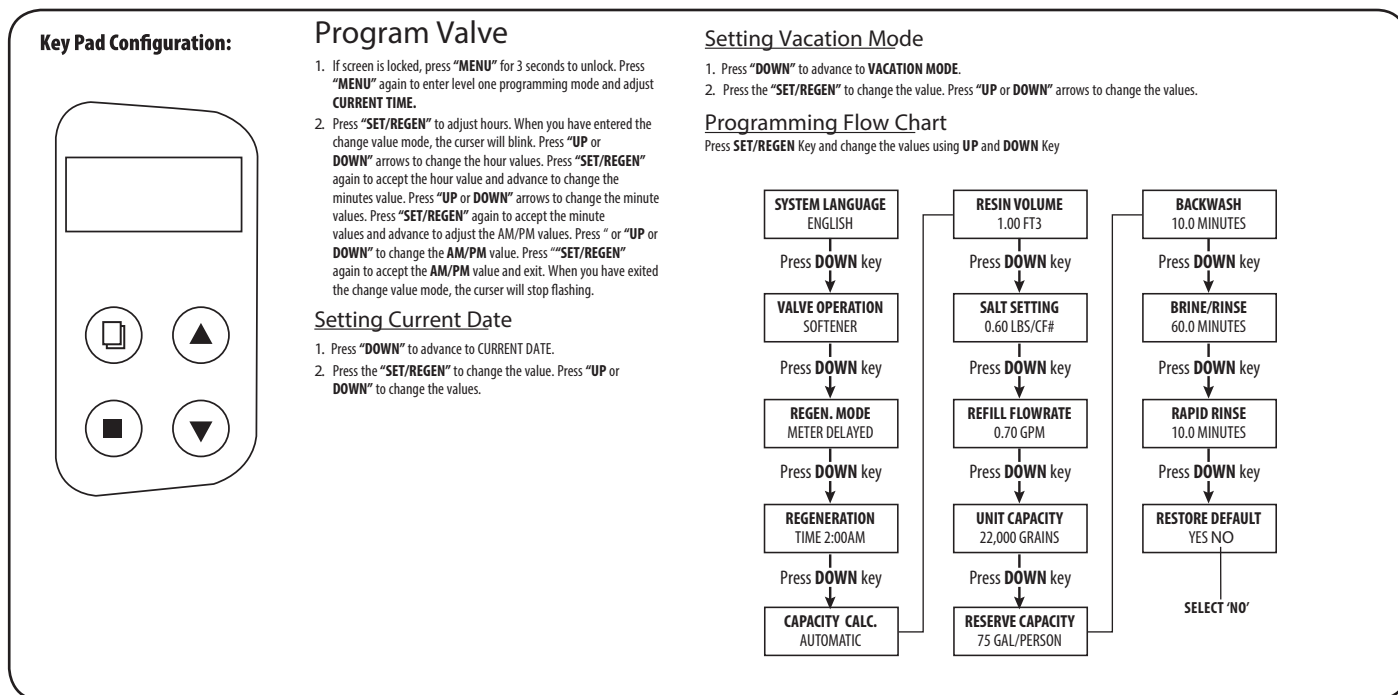 Key Pad Configuration:
Program Valve
1. If screen is locked, press “MENU” for 3 seconds to unlock. Press
“MENU” again to enter level one programming mode and adjust
CURRENT TIME.
2. Press “SET/REGEN” to adjust hours. When you have entered the
change value mode, the curser will blink. Press “UP or
DOWN” arrows to change the hour values. Press “SET/REGEN”
again to accept the hour value and advance to change the
minutes value. Press “UP or DOWN” arrows to change the minute
values. Press “SET/REGEN” again to accept the minute
values and advance to adjust the AM/PM values. Press “ or “UP or
DOWN” to change the AM/PM value. Press ““SET/REGEN”
again to accept the AM/PM value and exit. When you have exited
the change value mode, the curser will stop flashing.
Setting Current Date
1. Press “DOWN” to advance to CURRENT DATE.
2. Press the “SET/REGEN” to change the value. Press “UP or
DOWN” to change the values.
Setting Vacation Mode
1. Press “DOWN” to advance to VACATION MODE.
2. Press the “SET/REGEN” to change the value. Press “UP or DOWN” arrows to change the values.
Programming Flow Chart
Press SET/REGEN Key and change the values using UP and DOWN Key
SYSTEM LANGUAGE
ENGLISH
Press DOWN key
VALVE OPERATION
SOFTENER
Press DOWN key
REGEN. MODE
METER DELAYED
Press DOWN key
REGENERATION
TIME 2:00AM
Press DOWN key
CAPACITY CALC.
AUTOMATIC
RESIN VOLUME
1.00 FT3
Press DOWN key
SALT SETTING
0.60 LBS/CF#
Press DOWN key
REFILL FLOWRATE
0.70 GPM
Press DOWN key
UNIT CAPACITY
22,000 GRAINS
Press DOWN key
RESERVE CAPACITY
75 GAL/PERSON
BACKWASH
10.0 MINUTES
Press DOWN key
BRINE/RINSE
60.0 MINUTES
Press DOWN key
RAPID RINSE
10.0 MINUTES
Press DOWN key
RESTORE DEFAULT
YES NO
SELECT ‘NO’